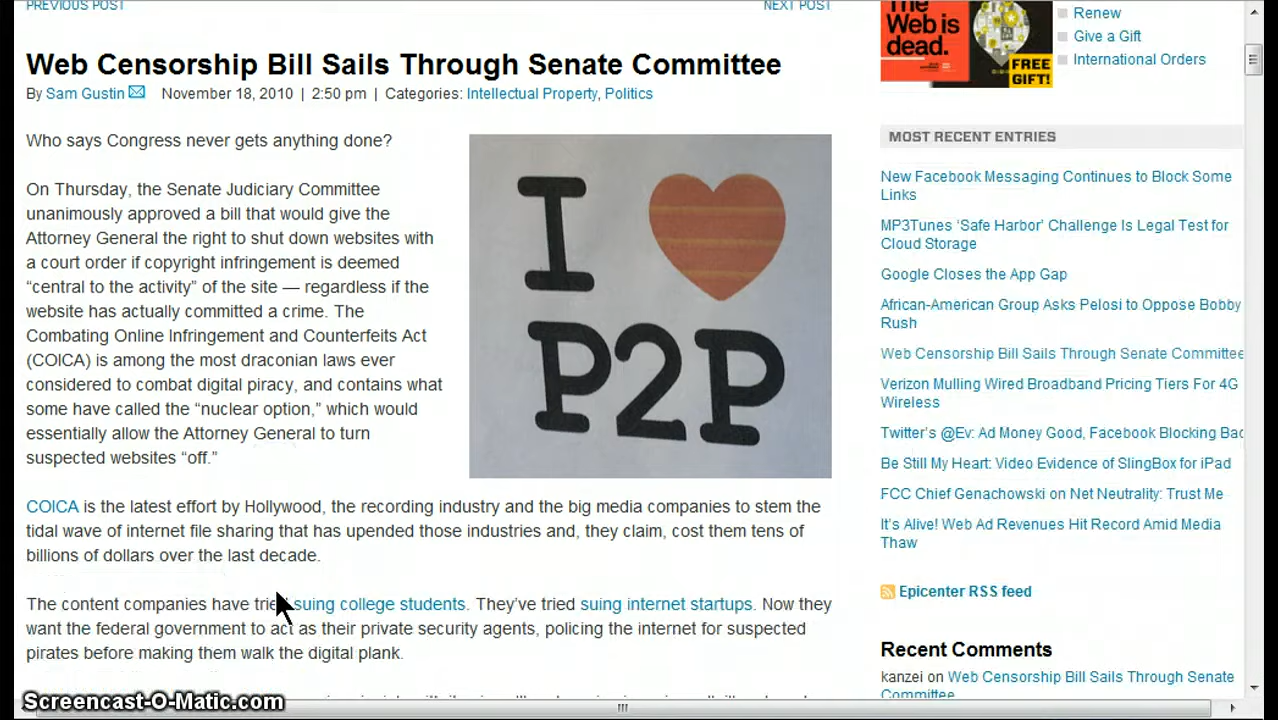 PREVIOUS POST
NEXT POST
Web Censorship Bill Sails Through Senate Committee
By Sam Gustin November 18, 2010 | 2:50 pm | Categories: Intellectual Property, Politics
Who says Congress never gets anything done?
On Thursday, the Senate Judiciary Committee
unanimously approved a bill that would give the
Attorney General the right to shut down websites with
a court order if copyright infringement is deemed
“central to the activity” of the site — regardless if the
website has actually committed a crime. The
Combating Online Infringement and Counterfeits Act
(COICA) is among the most draconian laws ever
considered to combat digital piracy, and contains what
some have called the “nuclear option,” which would
essentially allow the Attorney General to turn
suspected websites “off.”
I
P2P
COICA is the latest effort by Hollywood, the recording industry and the big media companies to stem the
tidal wave of internet file sharing that has upended those industries and, they claim, cost them tens of
billions of dollars over the last decade.
The content companies have tried suing college students. They’ve tried suing internet startups. Now they
want the federal government to act as their private security agents, policing the internet for suspected
pirates before making them walk the digital plank.
The
Web is
dead.
FREE
GIFT!
Renew
Give a Gift
International Orders
MOST RECENT ENTRIES
New Facebook Messaging Continues to Block Some
Links
MP3Tunes ‘Safe Harbor’ Challenge Is Legal Test for
Cloud Storage
Google Closes the App Gap
African-American Group Asks Pelosi to Oppose Bobby
Rush
Web Censorship Bill Sails Through Senate Committee
Verizon Mulling Wired Broadband Pricing Tiers For 4G
Wireless
Twitter’s @Ev: Ad Money Good, Facebook Blocking Bad
Be Still My Heart: Video Evidence of SlingBox for iPad
FCC Chief Genachowski on Net Neutrality: Trust Me
It’s Alive! Web Ad Revenues Hit Record Amid Media
Thaw
Epicenter RSS feed
Recent Comments
kanzei on Web Censorship Bill Sails Through Senate
Committee
Screencast-O-Matic.com